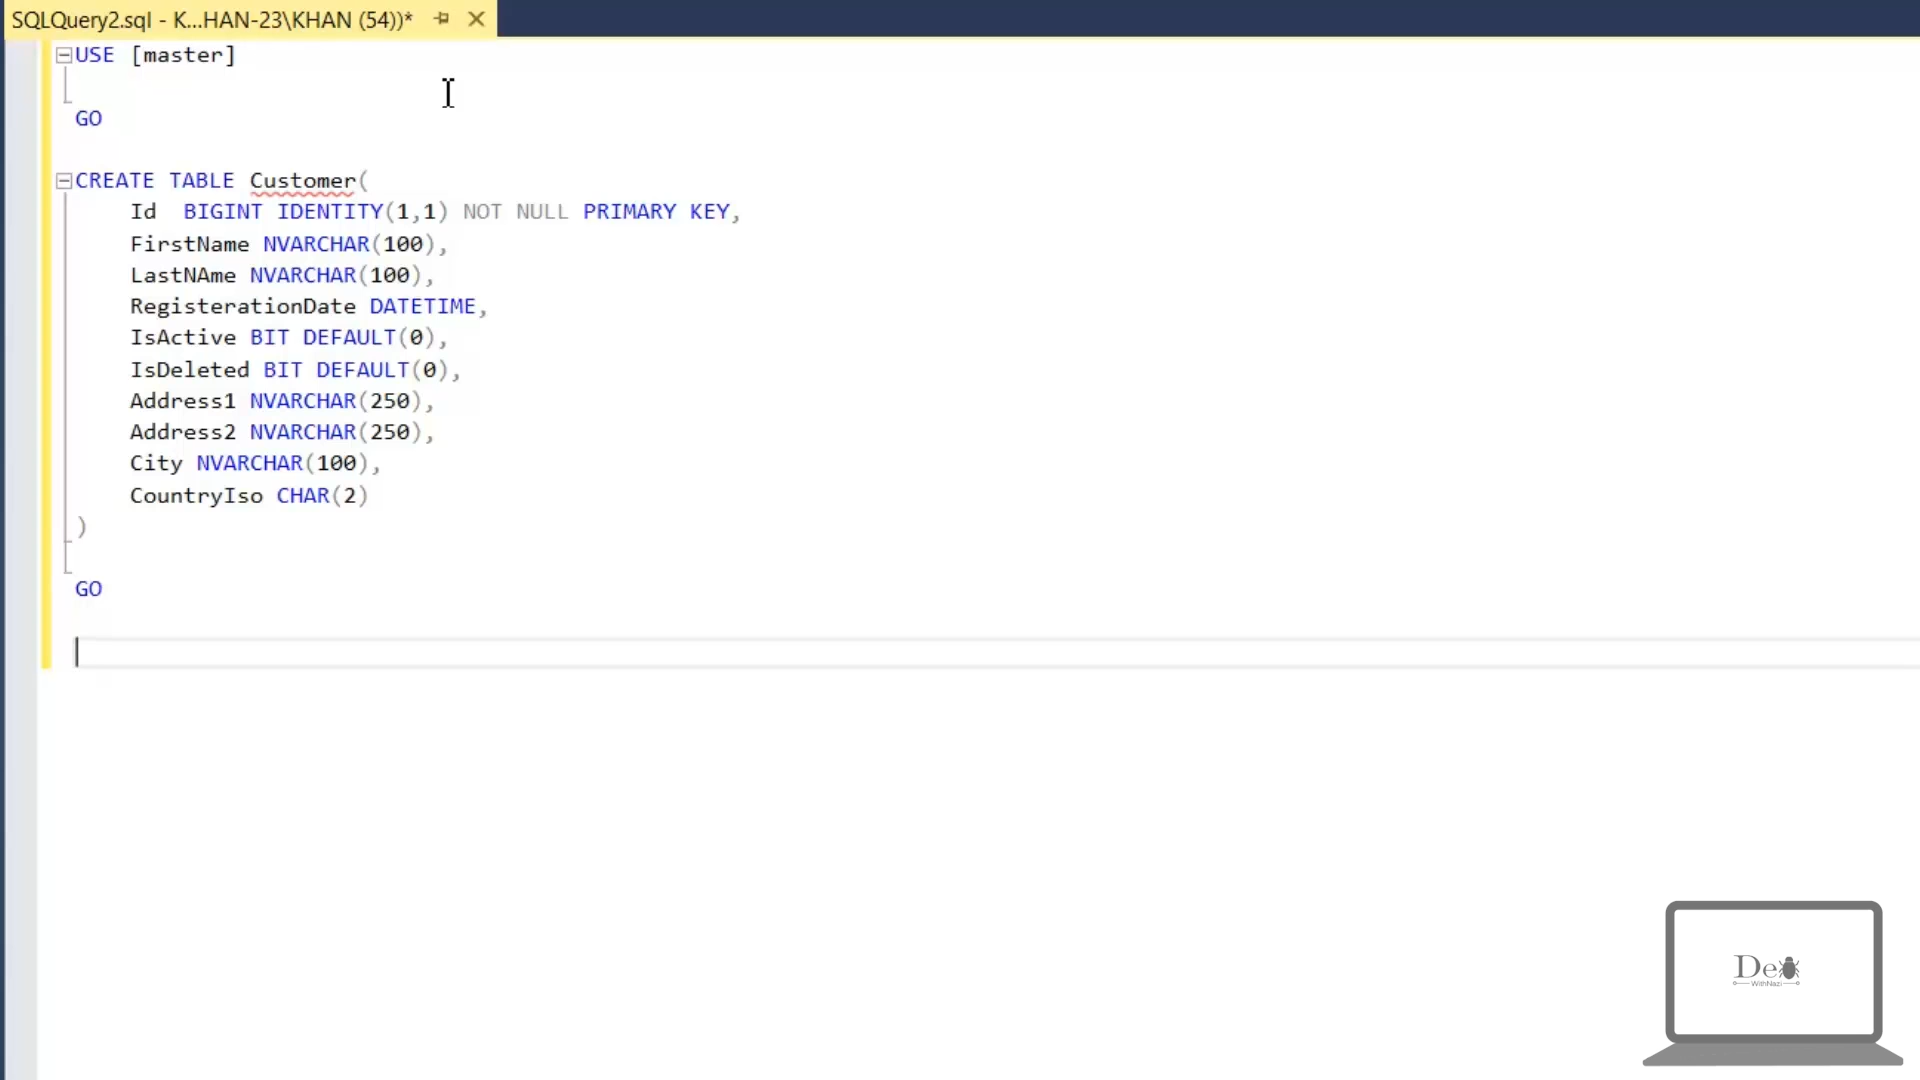 SQLQuery2.sql - K...HAN-23\KHAN (54))*
USE [master]
GO
CREATE TABLE Customer(
Id  BIGINT IDENTITY(1,1) NOT NULL PRIMARY KEY,
FirstName NVARCHAR(100),
LastNAme NVARCHAR(100),
RegisterationDate DATETIME,
IsActive BIT DEFAULT(0),
IsDeleted BIT DEFAULT(0),
Address1 NVARCHAR(250),
Address2 NVARCHAR(250),
City NVARCHAR(100),
CountryIso CHAR(2)
)
GO
De
WithNazi